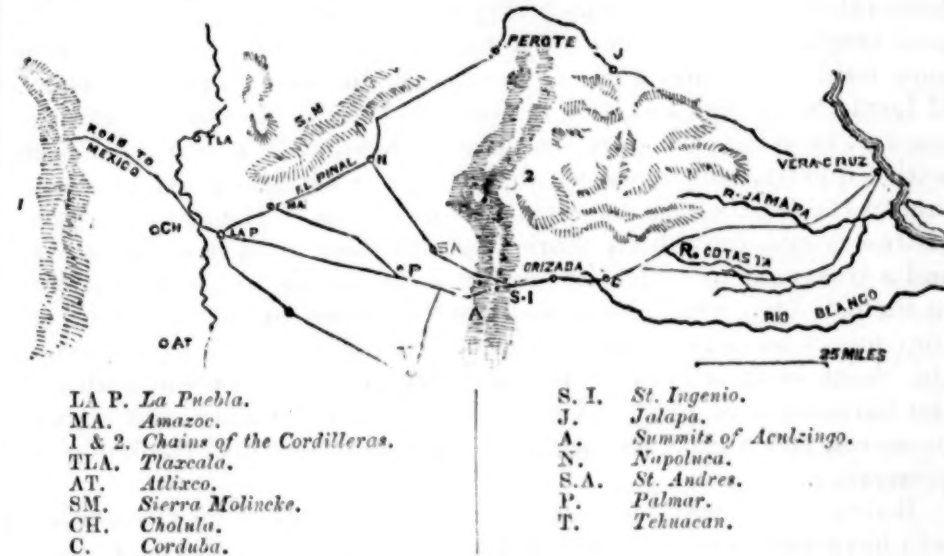 PEROTE
J
S.M
TLA
ROAD TO
MEXICO
N
EL PINAL
VERA-CRUZ
1
2
MA
R. JAMAPA
CH
LA P
SA
R. COTASTA
P
ORIZABA
C
S-I
A
RIO BLANCO
T
AT
25 MILES
LA P. La Puebla.
MA. Amazoc.
1 & 2. Chains of the Cordilleras.
TLA. Tlaxcala.
AT. Atlixco.
SM. Sierra Molincke.
CH. Cholula.
C. Corduba.
S. I. St. Ingenio.
J. Jalapa.
A. Summits of Aculzingo.
N. Napoluca.
S.A. St. Andres.
P. Palmar.
T. Tehuacan.